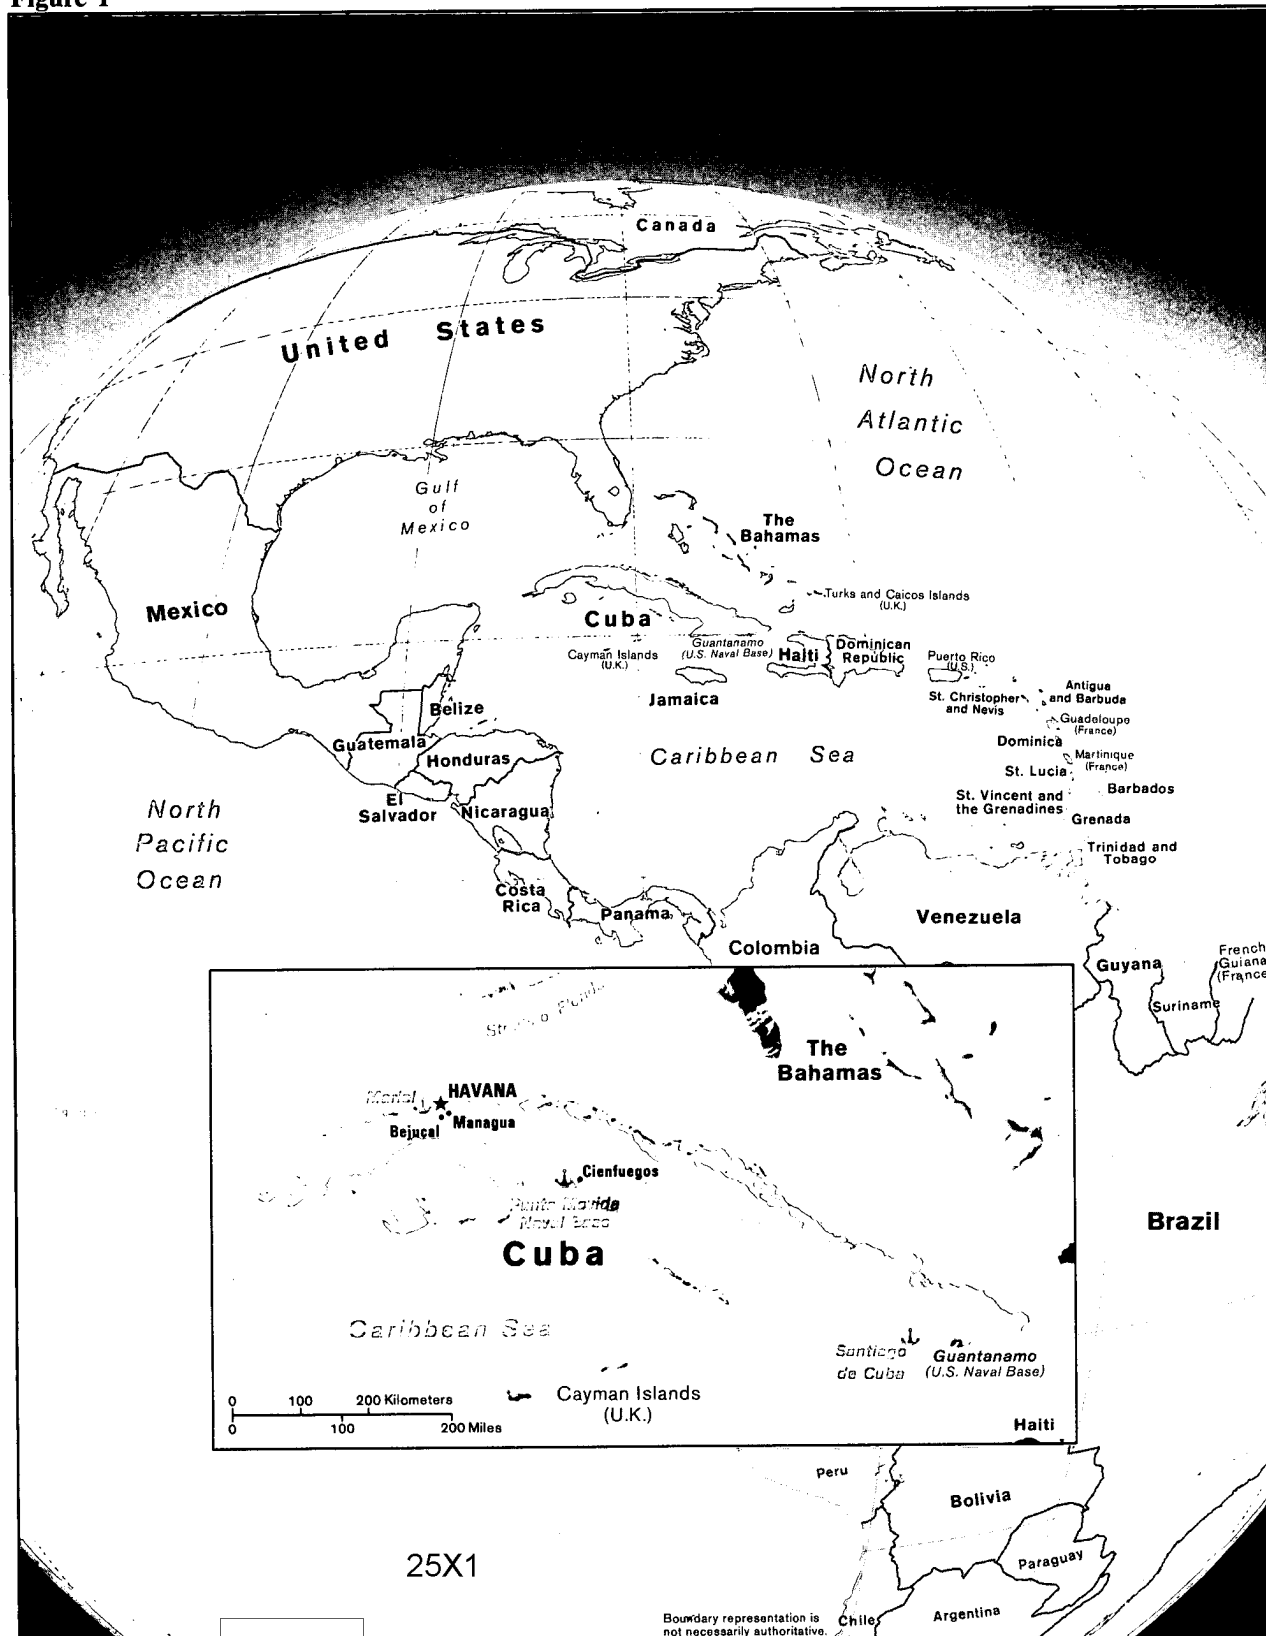 Figure 1
Canada
United States
North
Atlantic
Ocean
Gulf
of
Mexico
The
Bahamas
Mexico
Cuba
Turks and Caicos Islands
(U.K.)
Cayman Islands
(U.K.)
Guantanamo
(U.S. Naval Base)
Haiti
Dominican
Republic
Puerto Rico
(U.S.)
Jamaica
St. Christopher
and Nevis
Antigua
and Barbuda
Guadeloupe
(France)
Belize
Guatemala
Honduras
Caribbean Sea
Dominica
Martinique
(France)
St. Lucia
Barbados
El
Salvador
Nicaragua
St. Vincent and
the Grenadines
Grenada
North
Pacific
Ocean
Trinidad and
Tobago
Costa
Rica
Panama
Venezuela
Colombia
Guyana
French
Guiana
(France
Suriname
The
Bahamas
Mariel
HAVANA
Bejucal
Managua
Cienfuegos
Punta Movida
Naval Base
Cuba
Brazil
Caribbean Sea
Santiago
de Cuba
Guantanamo
(U.S. Naval Base)
Cayman Islands
(U.K.)
0 100 200 Kilometers
0 100 200 Miles
Haiti
Peru
Bolivia
25X1
Paraguay
Boundary representation is
not necessarily authoritative.
Chile
Argentina